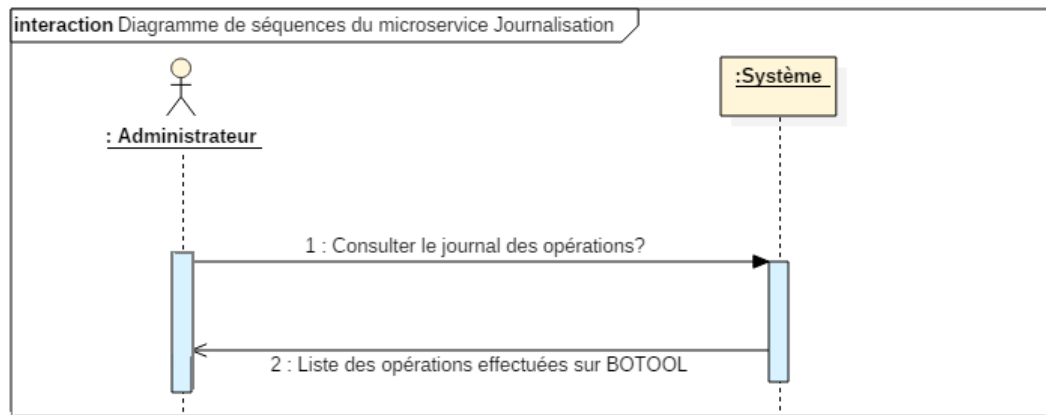 interaction Diagramme de séquences du microservice Journalisation
:Système
: Administrateur
1 : Consulter le journal des opérations?
2 : Liste des opérations effectuées sur BOTOOL